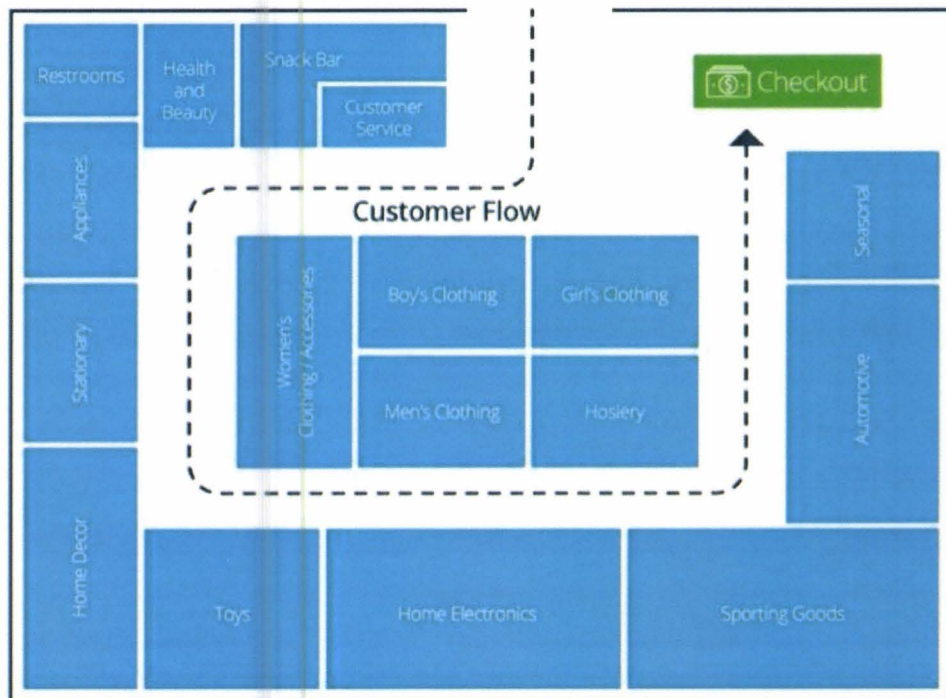 Restrooms
Health
and
Beauty
Snack Bar
Customer
Service
Checkout
Appliances
Customer Flow
Seasonal
Women's
Clothing / Accessories
Boy's Clothing
Girl's Clothing
Stationary
Men's Clothing
Hosiery
Automotive
Home Decor
Toys
Home Electronics
Sporting Goods